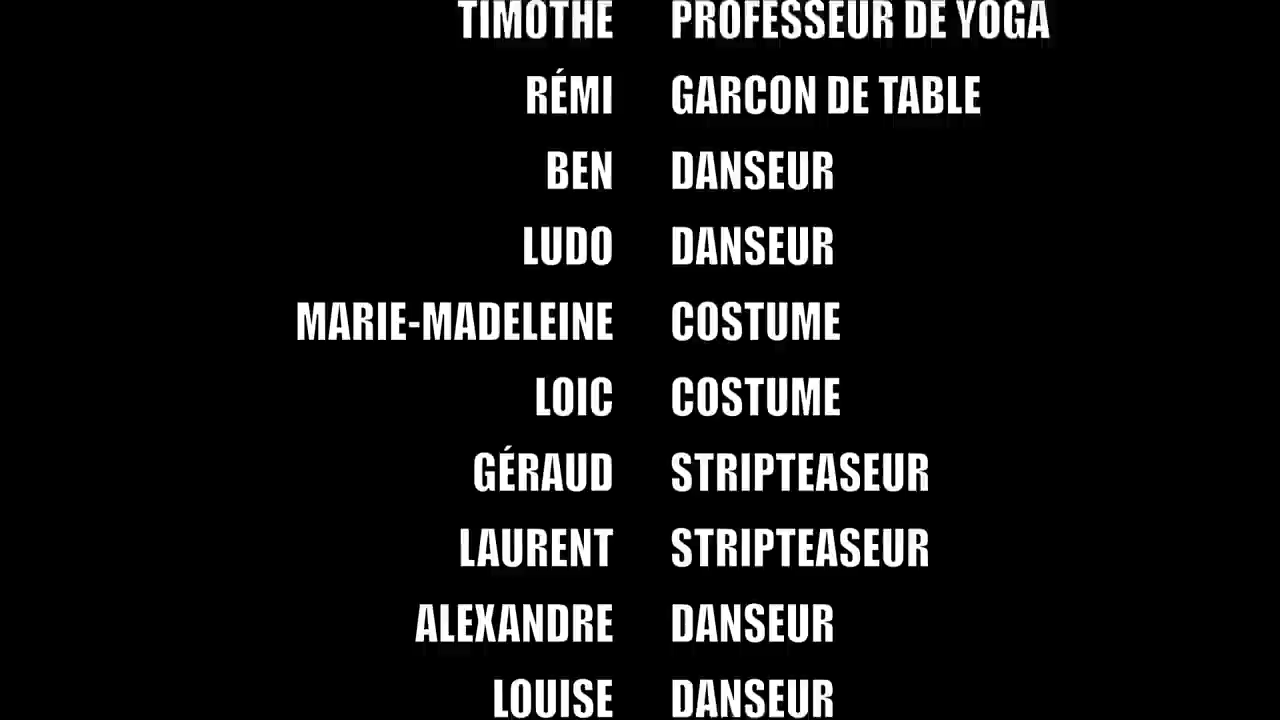 TIMOTHE PROFESSEUR DE YOGA
RÉMI GARCON DE TABLE
BEN DANSEUR
LUDO DANSEUR
MARIE-MADELEINE COSTUME
LOIC COSTUME
GÉRAUD STRIPTEASEUR
LAURENT STRIPTEASEUR
ALEXANDRE DANSEUR
LOUISE DANSEUR